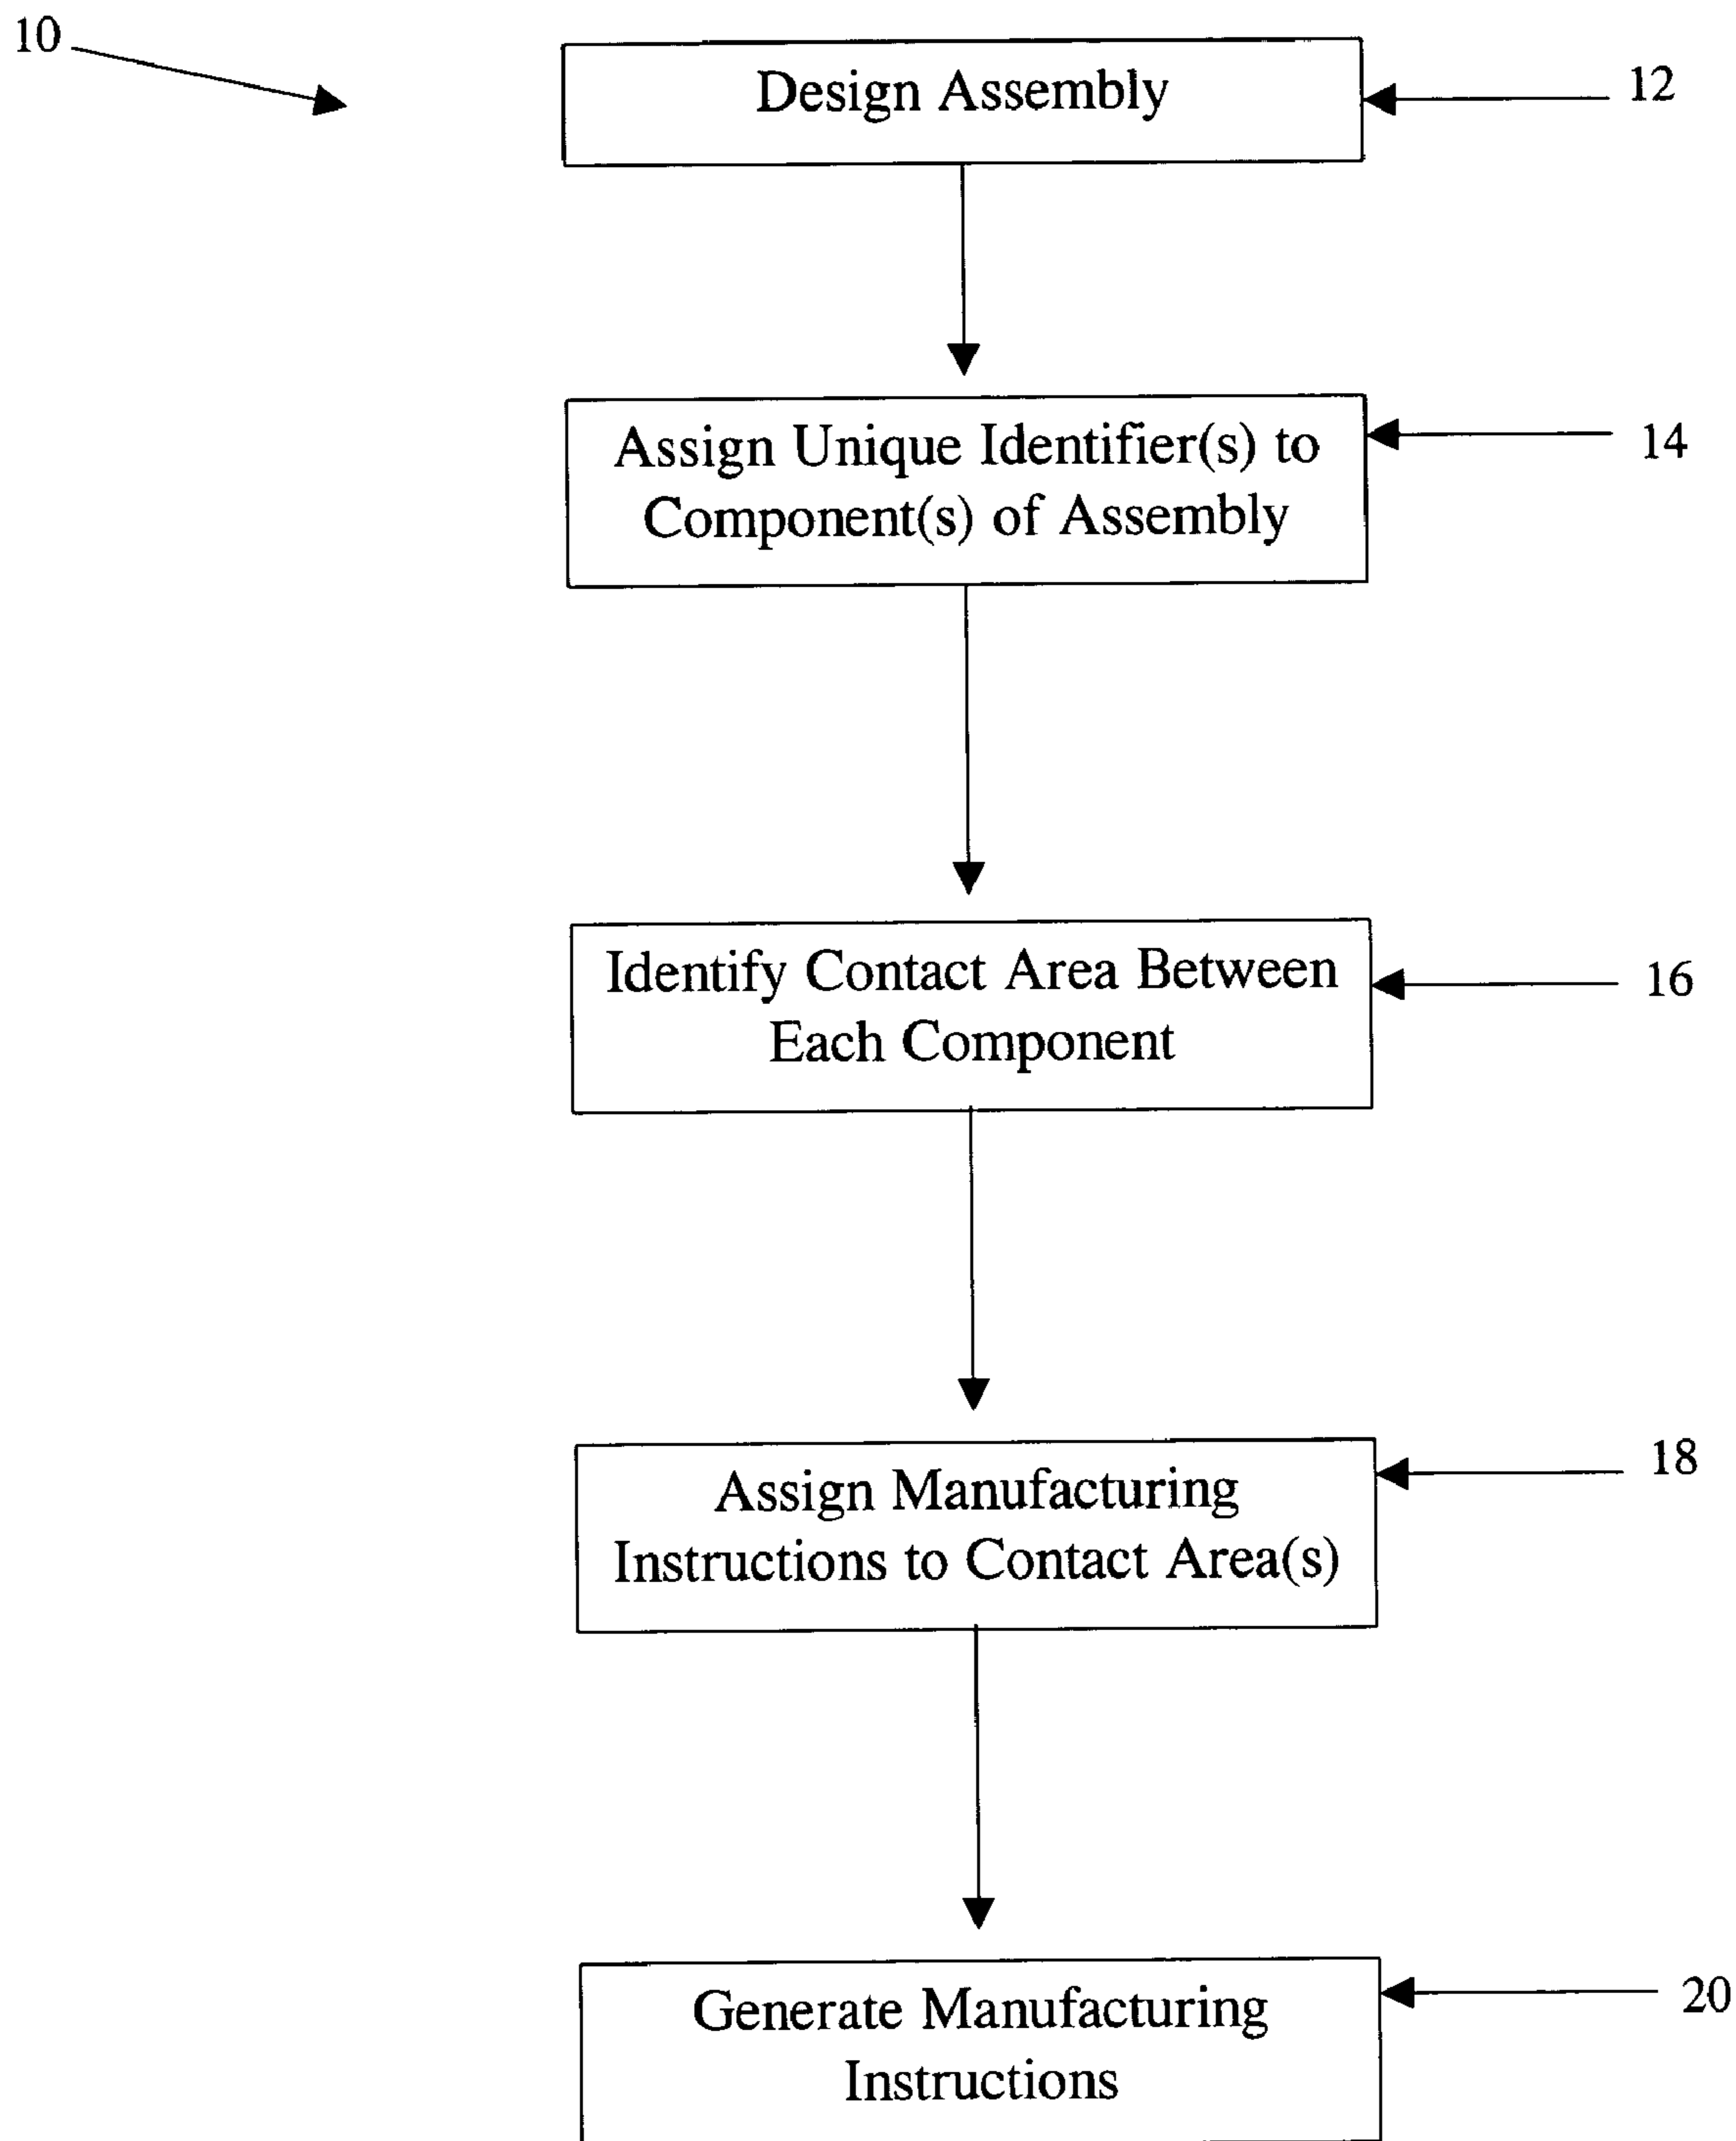 10
Design Assembly
12
Assign Unique Identifier(s) to
Component(s) of Assembly
14
Identify Contact Area Between
Each Component
16
Assign Manufacturing
Instructions to Contact Area(s)
18
Generate Manufacturing
Instructions
20